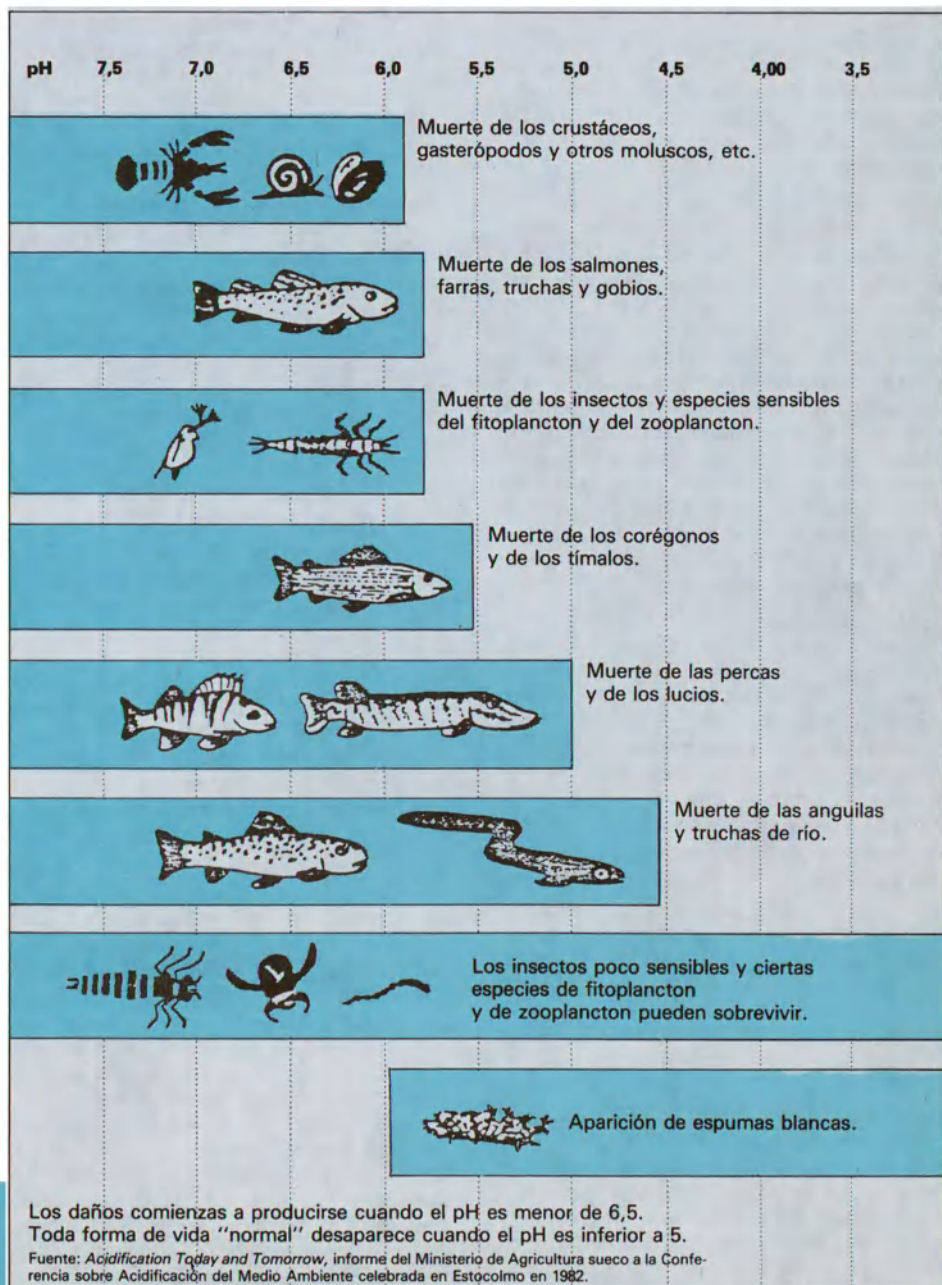 pH 7,5 7,0 6,5 6,0 5,5 5,0 4,5 4,00 3,5
Muerte de los crustáceos,
gasterópodos y otros moluscos, etc.
Muerte de los salmones,
farras, truchas y gobios.
Muerte de los insectos y especies sensibles
del fitoplancton y del zooplancton.
Muerte de los corégonos
y de los tímalos.
Muerte de las percas
y de los lucios.
Muerte de las anguilas
y truchas de río.
Los insectos poco sensibles y ciertas
especies de fitoplancton
y de zooplancton pueden sobrevivir.
Aparición de espumas blancas.
Los daños comienzas a producirse cuando el pH es menor de 6,5.
Toda forma de vida "normal" desaparece cuando el pH es inferior a 5.
Fuente: Acidification Today and Tomorrow, informe del Ministerio de Agricultura sueco a la Confe-
rencia sobre Acidificación del Medio Ambiente celebrada en Estocolmo en 1982.